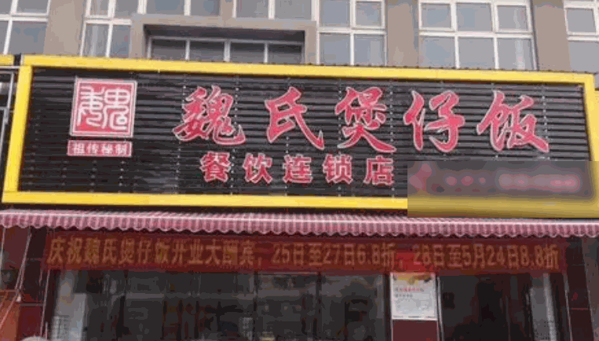 魏
祖传秘制
魏氏煲仔饭
餐饮连锁店
庆祝魏氏煲仔饭开业大酬宾，25日至27日6.8折，28日至5月24日8.8折